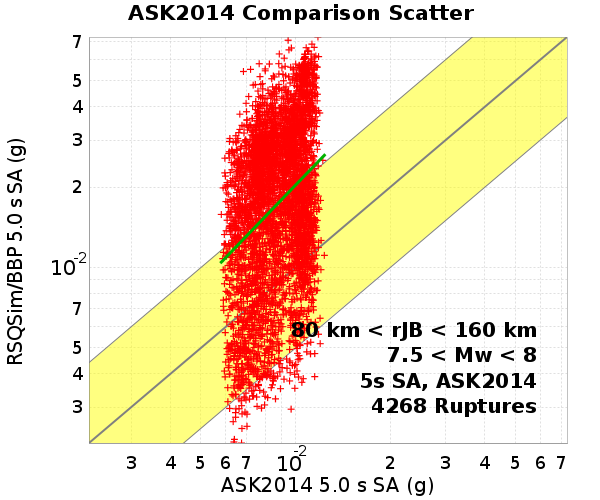 ASK2014 Comparison Scatter
RSQSim/BBP 5.0 s SA (g)
7
5
4
3
2
10-2
7
5
4
3
80 km < rJB < 160 km
7.5 < Mw < 8
5s SA, ASK2014
4268 Ruptures
3 4 5 6 7 10-2 2 3 4 5 6 7
ASK2014 5.0 s SA (g)